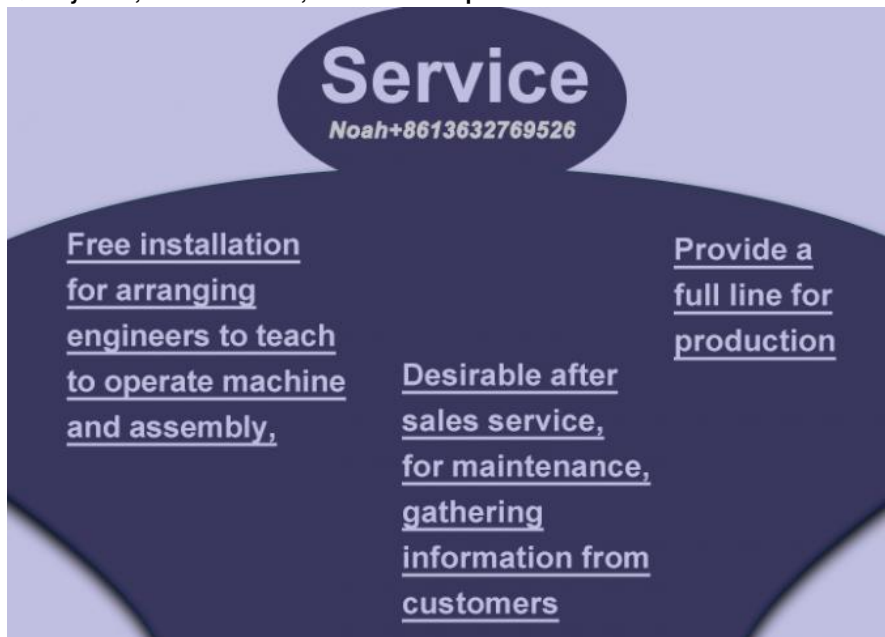 Service
Noah+8613632769526
Free installation
for arranging
engineers to teach
to operate machine
and assembly,
Desirable after
sales service,
for maintenance,
gathering
information from
customers
Provide a
full line for
production